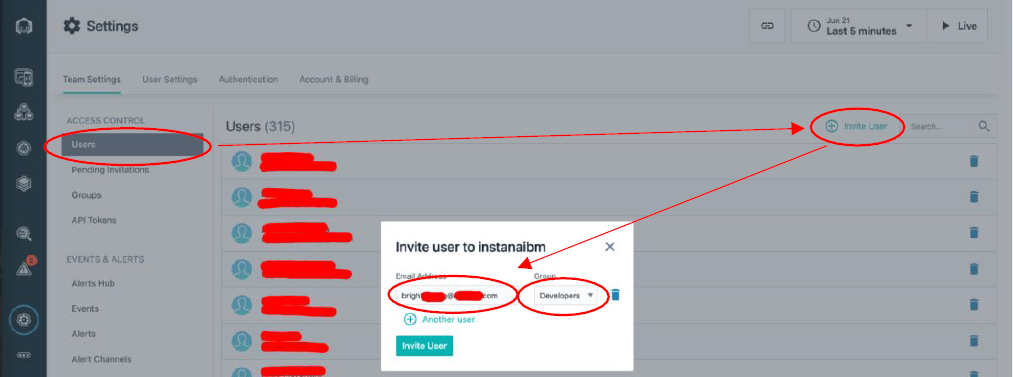 Settings
Jun 21
Last 5 minutes
Live
Team Settings
User Settings
Authentication
Account & Billing
ACCESS CONTROL
Users
Pending Invitations
Groups
API Tokens
EVENTS & ALERTS
Alerts Hub
Events
Alerts
Alert Channels
2
Users (315)
Invite User
Search...
Invite user to instanaibm
Email Address
Group
brigh
@
.com
Developers
Another user
Invite User